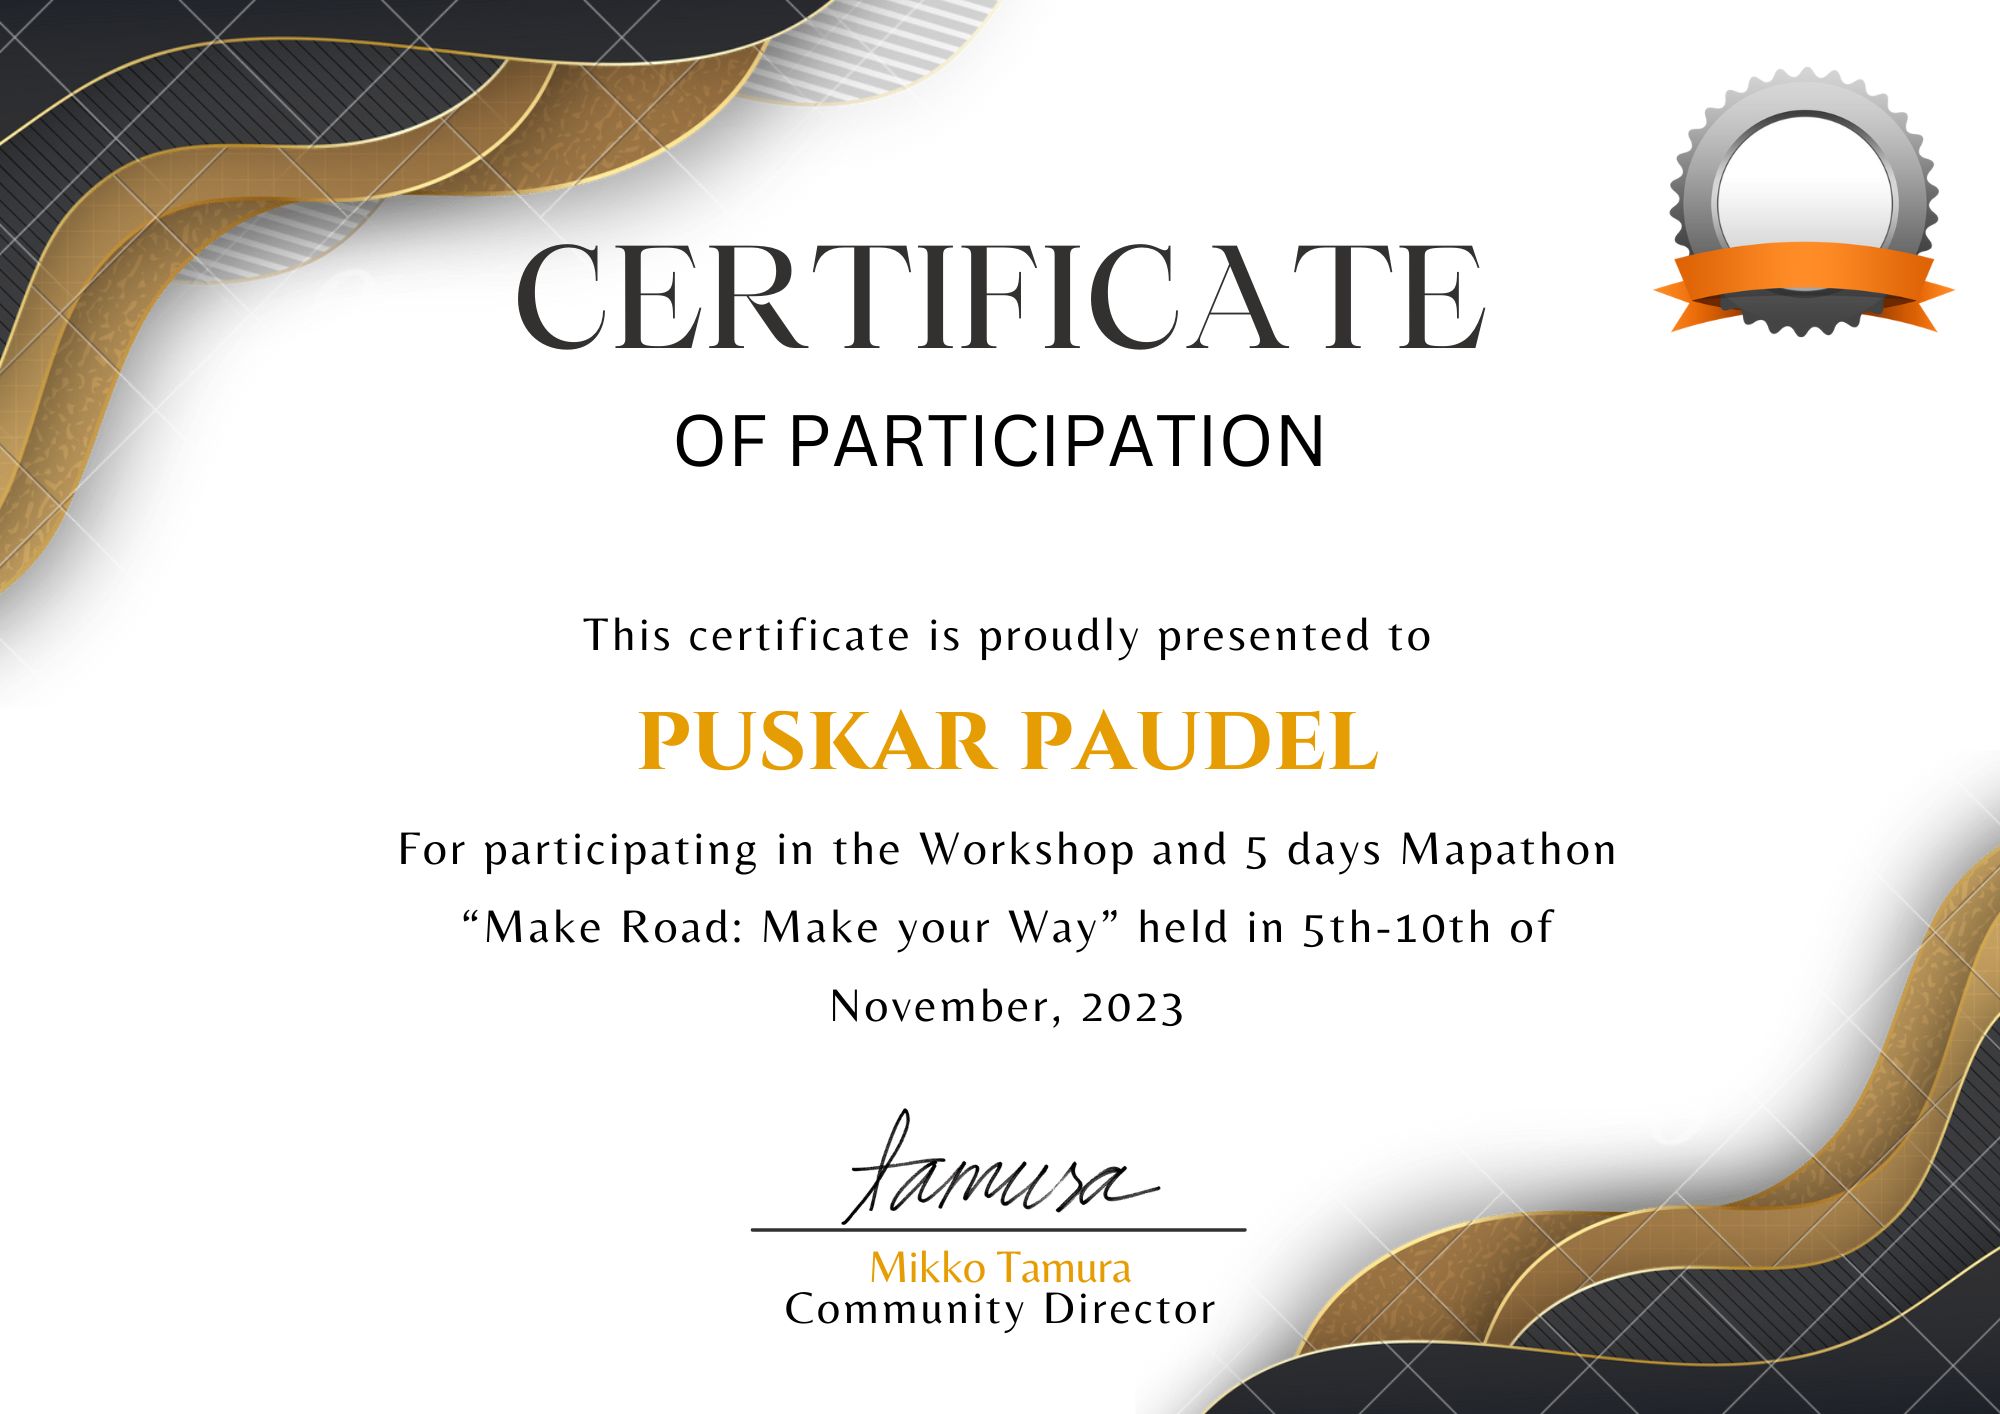 CERTIFICATE
OF PARTICIPATION
This certificate is proudly presented to
PUSKAR PAUDEL
For participating in the Workshop and 5 days Mapathon
“Make Road: Make your Way” held in 5th-10th of
November, 2023
tamura
Mikko Tamura
Community Director